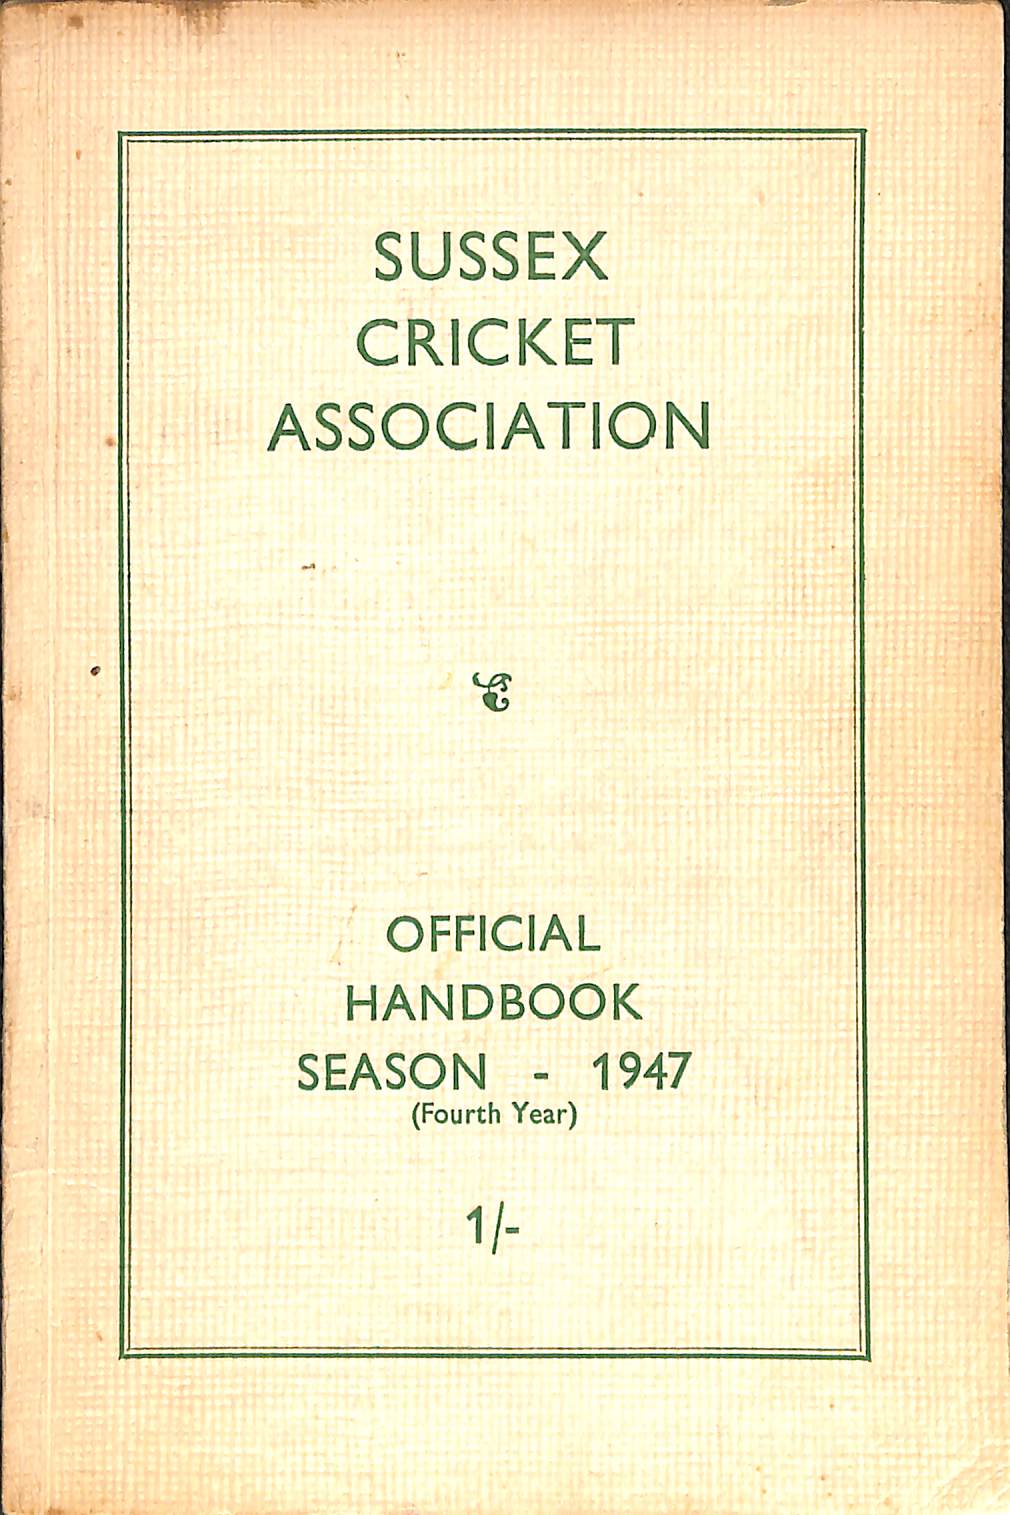 SUSSEX
CRICKET
ASSOCIATION
OFFICIAL
HANDBOOK
SEASON - 1947
(Fourth Year)
1/-